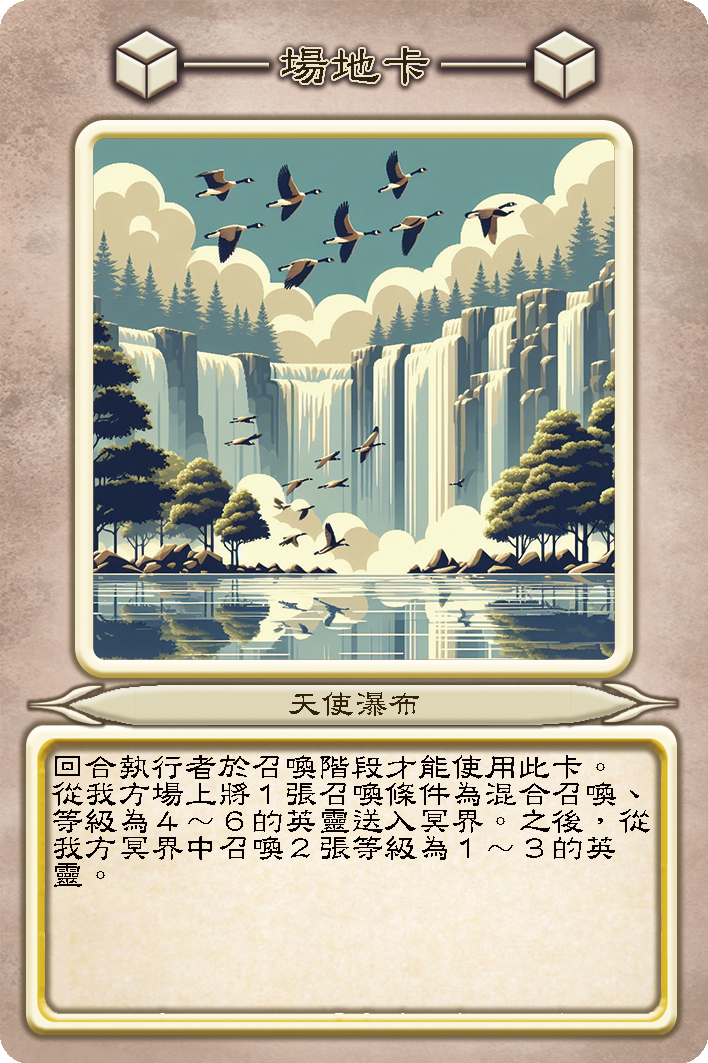 場地卡
天使瀑布
回合執行者於召喚階段才能使用此卡。
從我方場上將１張召喚條件為混合召喚、
等級為４～６的英靈送入冥界。之後，從
我方冥界中召喚２張等級為１～３的英
靈。